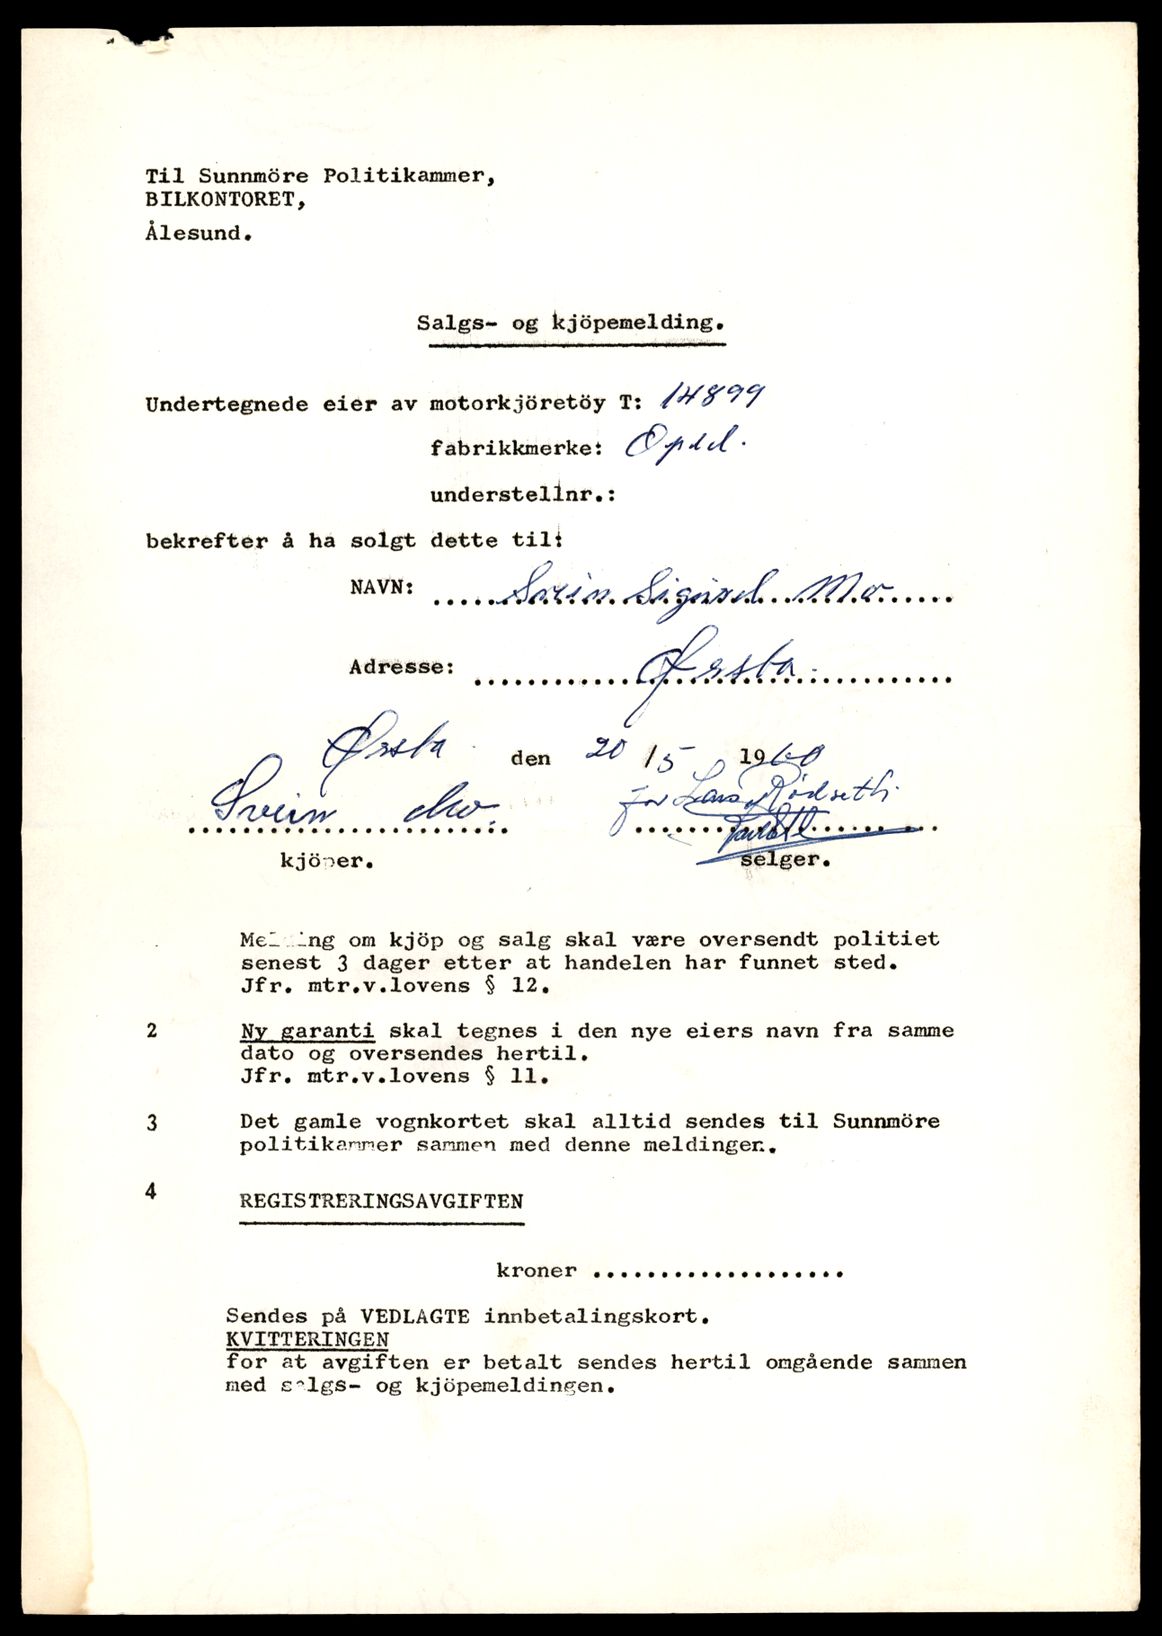 Til Sunnmöre Politikammer,
BILKONTORET,
Ålesund.
Salgs- og kjöpemelding.
Undertegnede eier av motorkjöretöy T: 14899
fabrikkmerke: Opel.
understellnr.:
bekrefter å ha solgt dette til:
NAVN: Svein Sigurd Mo
Adresse: Ørsta.
Ørsta den 20/5 1960
Svein Mo. for Lars Rødseth
kjöper. selger.
Melding om kjöp og salg skal være oversendt politiet
senest 3 dager etter at handelen har funnet sted.
Jfr. mtr.v.lovens § 12.
2 Ny garanti skal tegnes i den nye eiers navn fra samme
dato og oversendes hertil.
Jfr. mtr.v.lovens § 11.
3 Det gamle vognkortet skal alltid sendes til Sunnmöre
politikammer sammen med denne meldingen.
4 REGISTRERINGSAVGIFTEN
kroner ...................
Sendes på VEDLAGTE innbetalingskort.
KVITTERINGEN
for at avgiften er betalt sendes hertil omgående sammen
med salgs- og kjöpemeldingen.